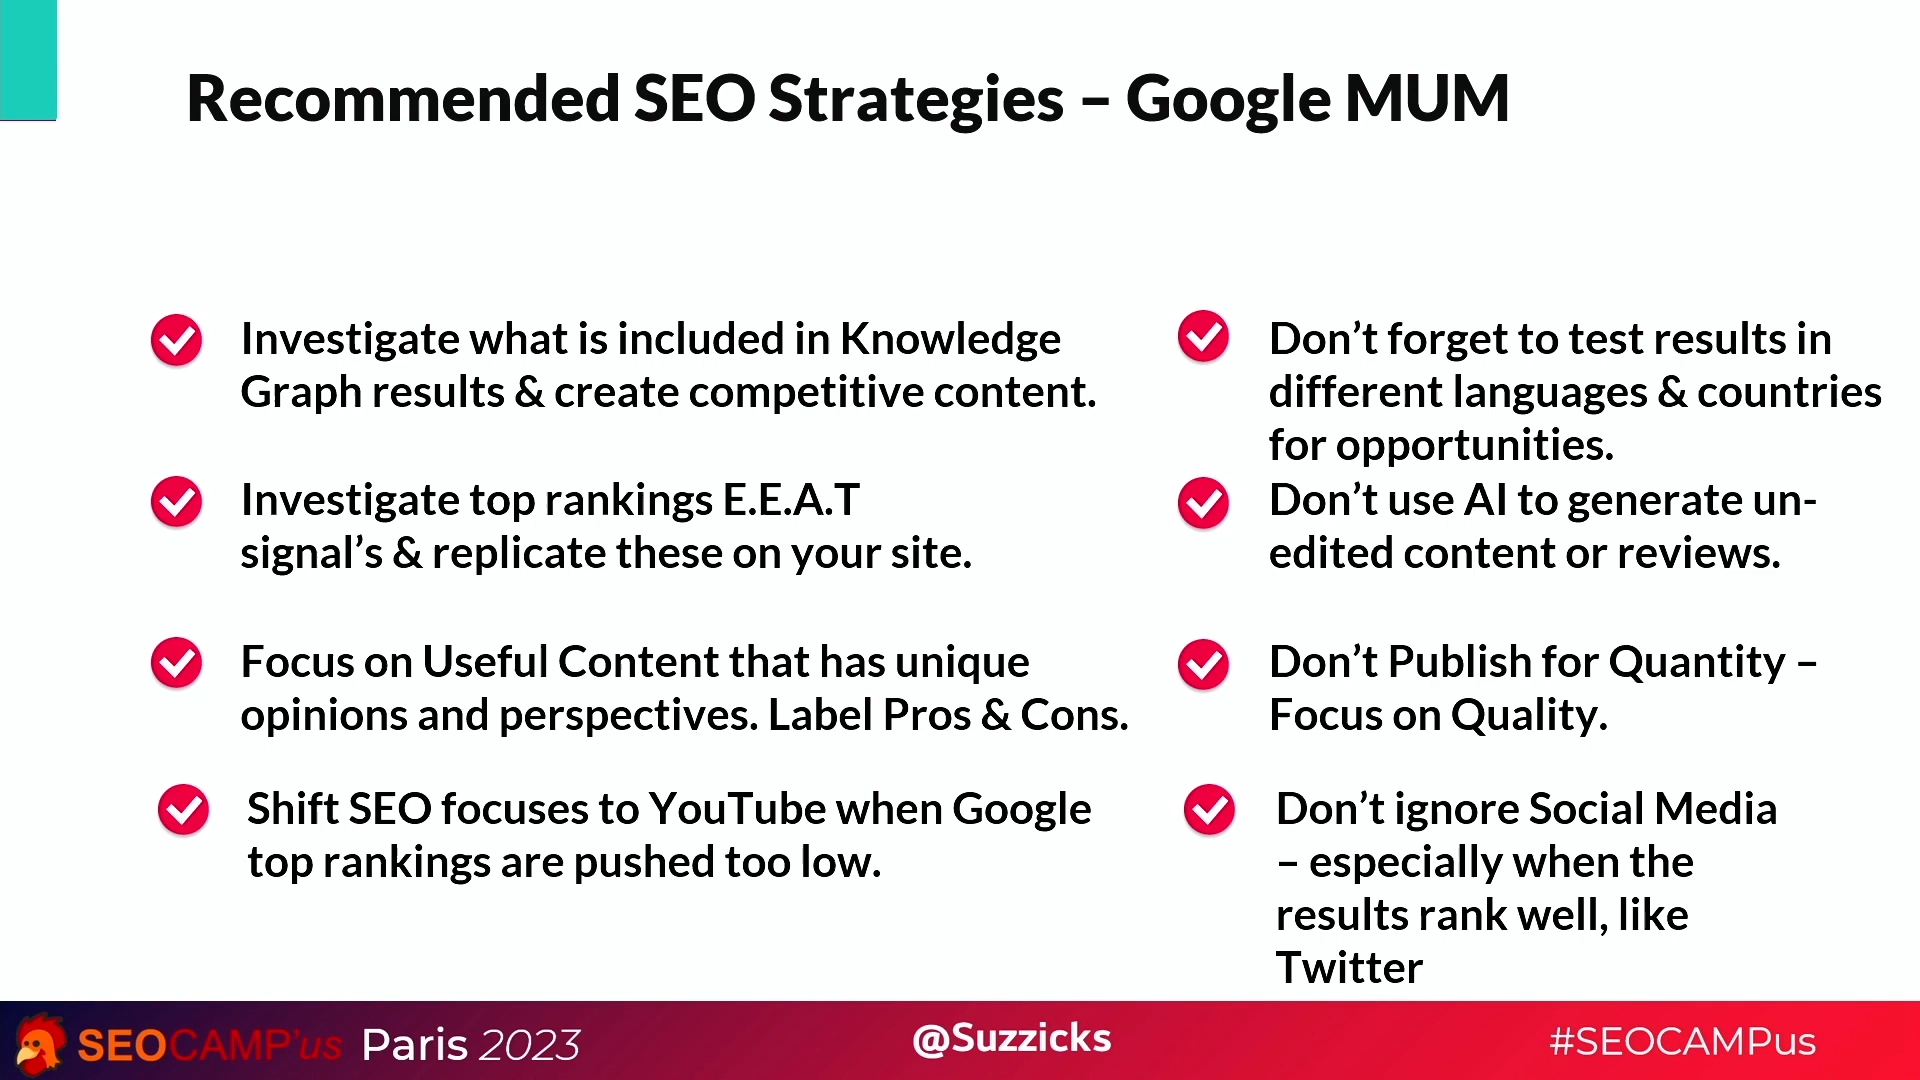 Recommended SEO Strategies – Google MUM
Investigate what is included in Knowledge
Graph results & create competitive content.
Investigate top rankings E.E.A.T
signal’s & replicate these on your site.
Focus on Useful Content that has unique
opinions and perspectives. Label Pros & Cons.
Shift SEO focuses to YouTube when Google
top rankings are pushed too low.
Don’t forget to test results in
different languages & countries
for opportunities.
Don’t use AI to generate un-
edited content or reviews.
Don’t Publish for Quantity –
Focus on Quality.
Don’t ignore Social Media
– especially when the
results rank well, like
Twitter
SEOCAMP'us Paris 2023
@Suzzicks
#SEOCAMPus